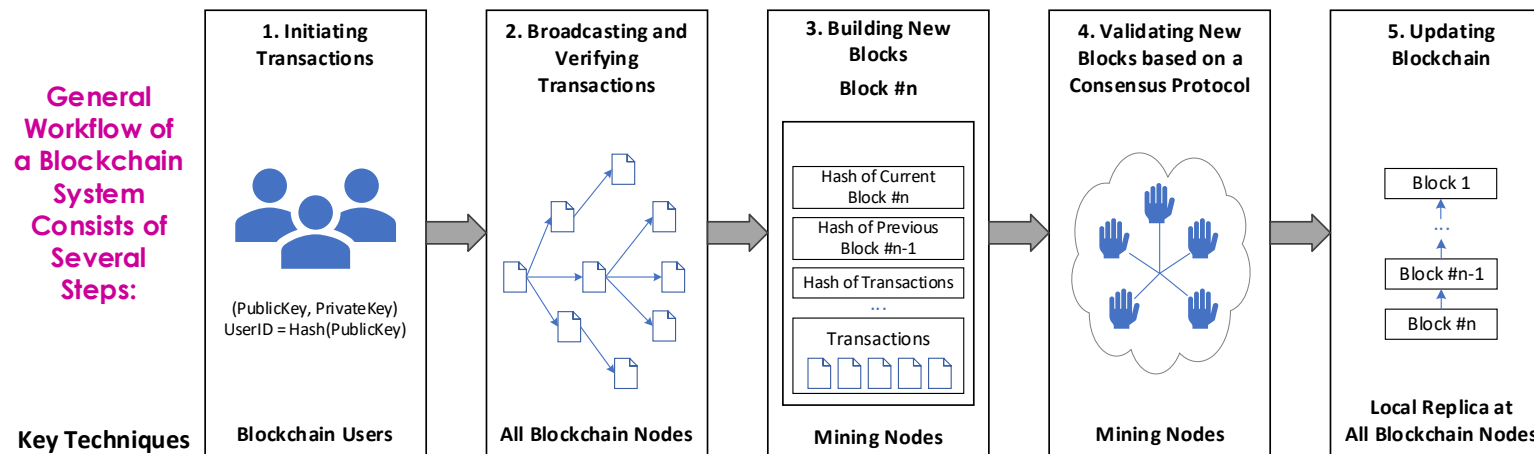 General
Workflow of
a Blockchain
System
Consists of
Several
Steps:
Key Techniques
1. Initiating
Transactions
(PublicKey, PrivateKey)
UserID = Hash(PublicKey)
Blockchain Users
2. Broadcasting and
Verifying
Transactions
All Blockchain Nodes
3. Building New
Blocks
Block #n
Hash of Current
Block #n
Hash of Previous
Block #n-1
Hash of Transactions
...
Transactions
Mining Nodes
4. Validating New
Blocks based on a
Consensus Protocol
Mining Nodes
5. Updating
Blockchain
Block 1
...
Block #n-1
Block #n
Local Replica at
All Blockchain Nodes